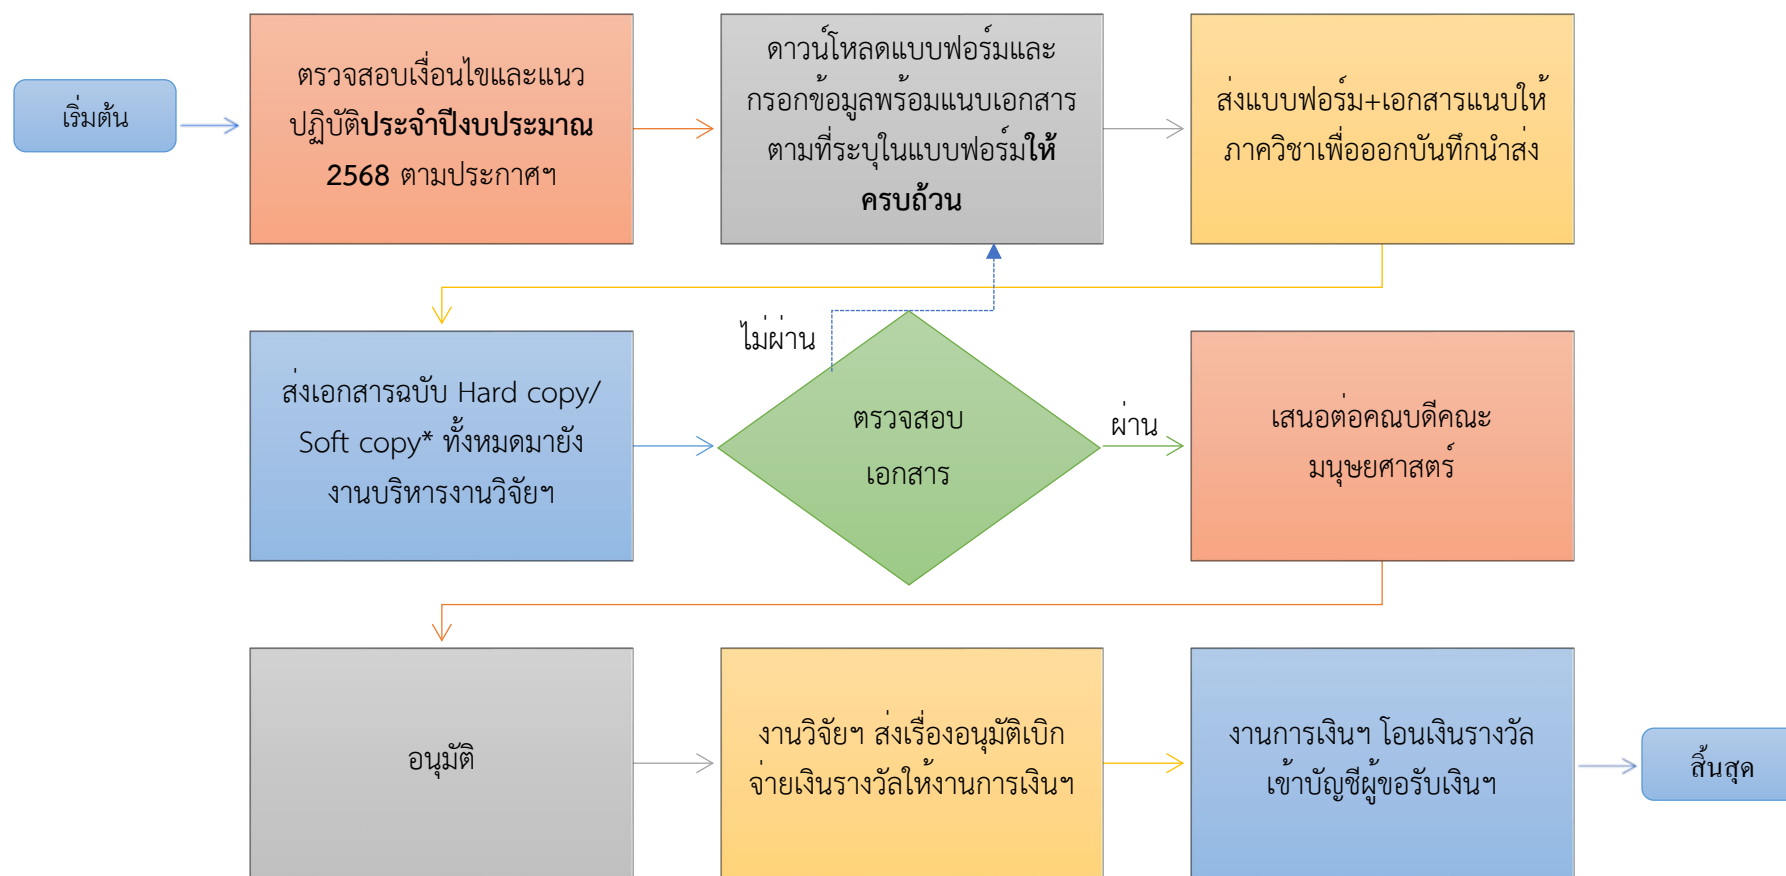 เริ่มต้น
ตรวจสอบเงื่อนไขและแนว
ปฏิบัติประจำปีงบประมาณ
2568 ตามประกาศฯ
ดาวน์โหลดแบบฟอร์มและ
กรอกข้อมูลพร้อมแนบเอกสาร
ตามที่ระบุในแบบฟอร์มให้
ครบถ้วน
ส่งแบบฟอร์ม+เอกสารแนบให้
ภาควิชาเพื่อออกบันทึกนำส่ง
ส่งเอกสารฉบับ Hard copy/
Soft copy* ทั้งหมดมายัง
งานบริหารงานวิจัยฯ
ไม่ผ่าน
ตรวจสอบ
เอกสาร
ผ่าน
เสนอต่อคณบดีคณะ
มนุษยศาสตร์
อนุมัติ
งานวิจัยฯ ส่งเรื่องอนุมัติเบิก
จ่ายเงินรางวัลให้งานการเงินฯ
งานการเงินฯ โอนเงินรางวัล
เข้าบัญชีผู้ขอรับเงินฯ
สิ้นสุด